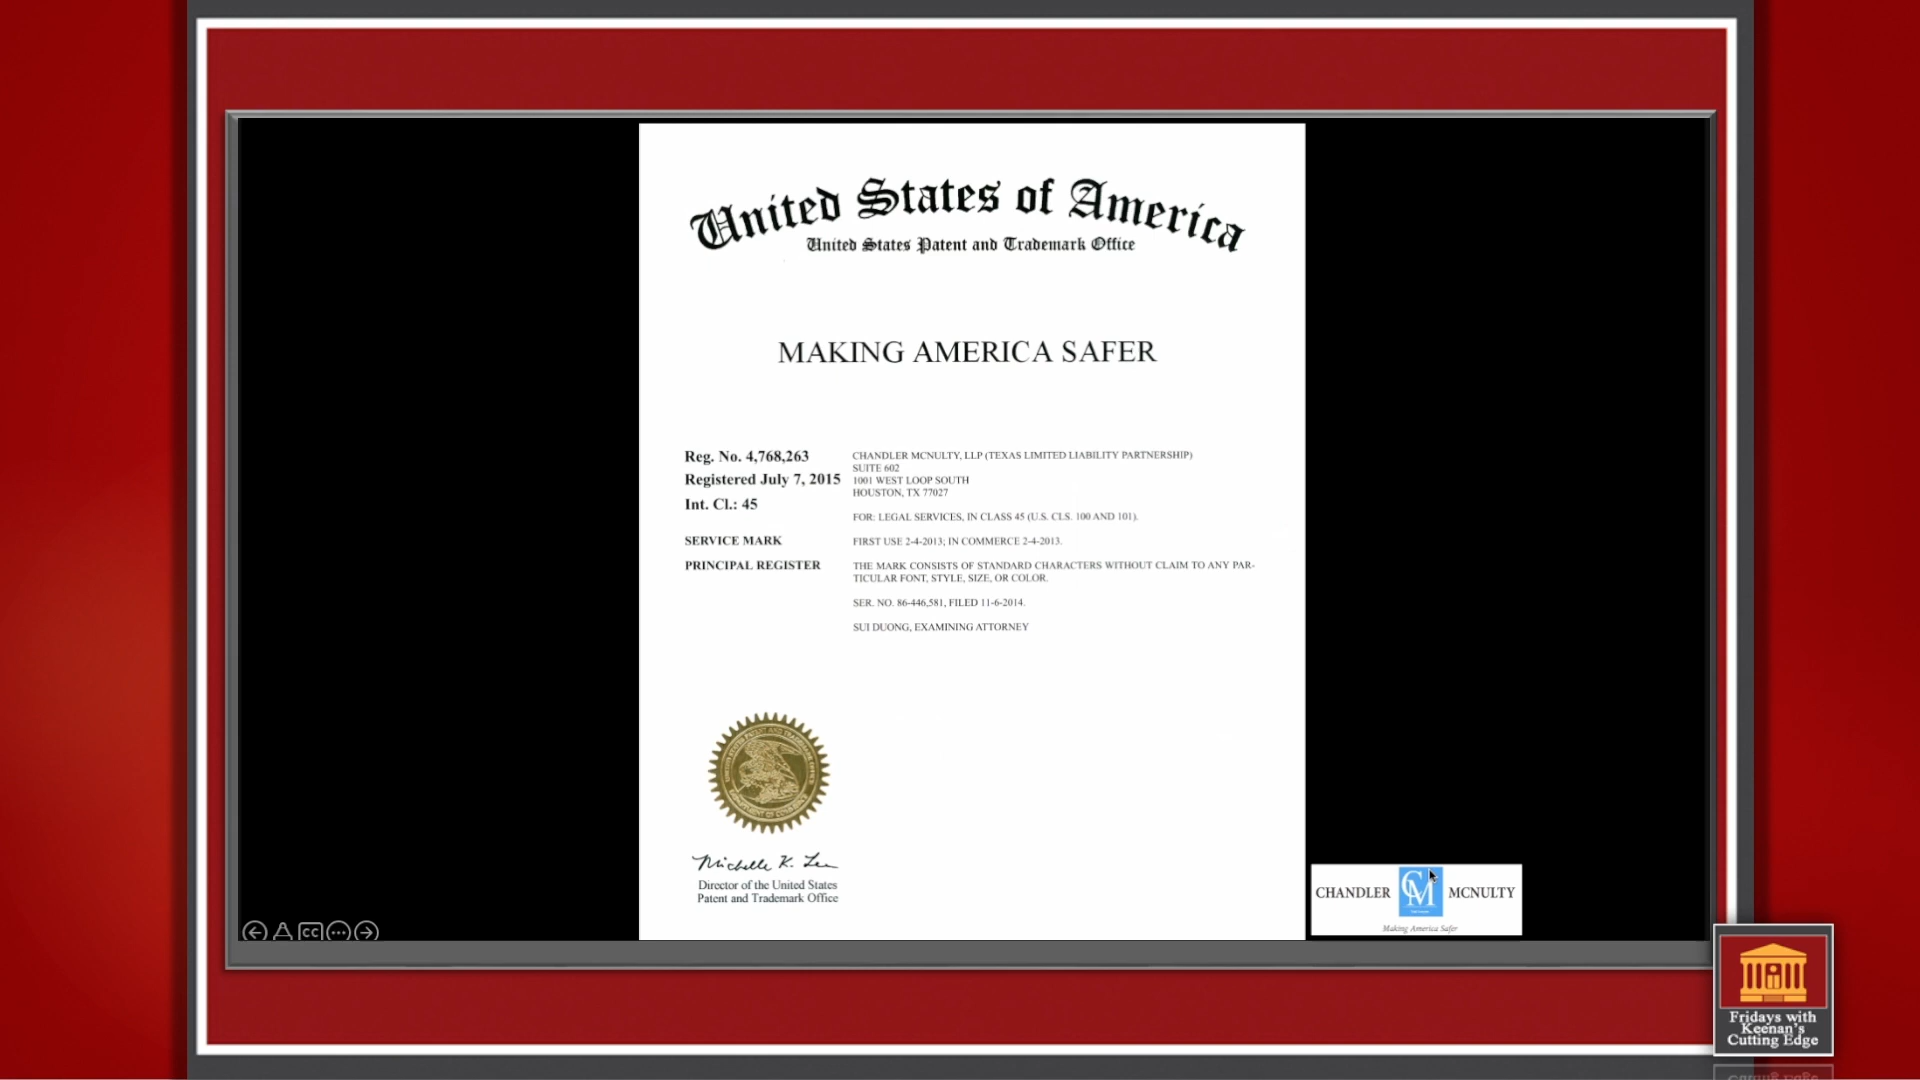 United States of America
United States Patent and Trademark Office
MAKING AMERICA SAFER
Reg. No. 4,768,263
Registered July 7, 2015
Int. Cl.: 45
SERVICE MARK
PRINCIPAL REGISTER
CHANDLER MCNULTY, LLP (TEXAS LIMITED LIABILITY PARTNERSHIP)
SUITE 602
1001 WEST LOOP SOUTH
HOUSTON, TX 77027
FOR: LEGAL SERVICES, IN CLASS 45 (U.S. CLS. 100 AND 101).
FIRST USE 2-4-2013; IN COMMERCE 2-4-2013.
THE MARK CONSISTS OF STANDARD CHARACTERS WITHOUT CLAIM TO ANY PAR-
TICULAR FONT, STYLE, SIZE, OR COLOR.
SER. NO. 86-446,581, FILED 11-6-2014.
SUI DUONG, EXAMINING ATTORNEY
Michelle K. Lee
Director of the United States
Patent and Trademark Office
CC
CHANDLER CM MCNULTY
Making America Safer
Fridays with
Keenan's
Cutting Edge